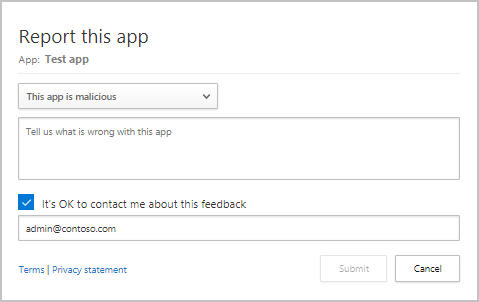 Report this app
App: Test app
This app is malicious
Tell us what is wrong with this app
It's OK to contact me about this feedback
admin@contoso.com
Terms | Privacy statement
Submit
Cancel